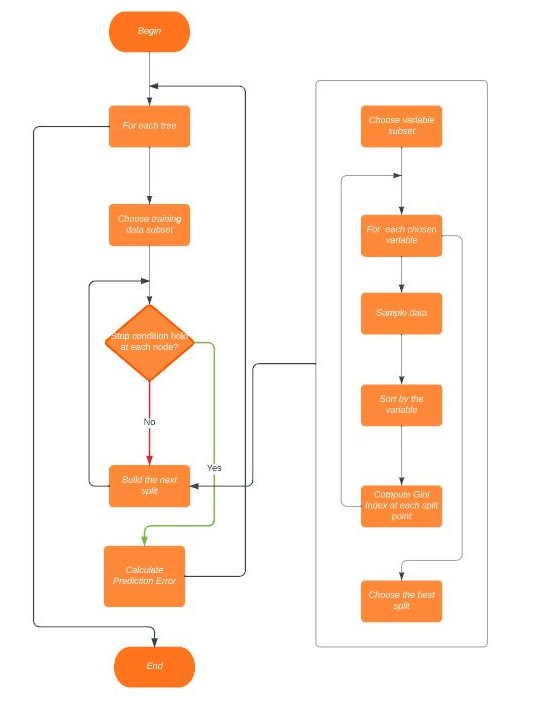 Begin
For each tree
Choose training
data subset
Stop condition hold
at each node?
No
Yes
Build the next
split
Calculate
Prediction Error
End
Choose variable
subset
For each chosen
variable
Sample data
Sort by the
variable
Compute Gini
Index at each split
point
Choose the best
split